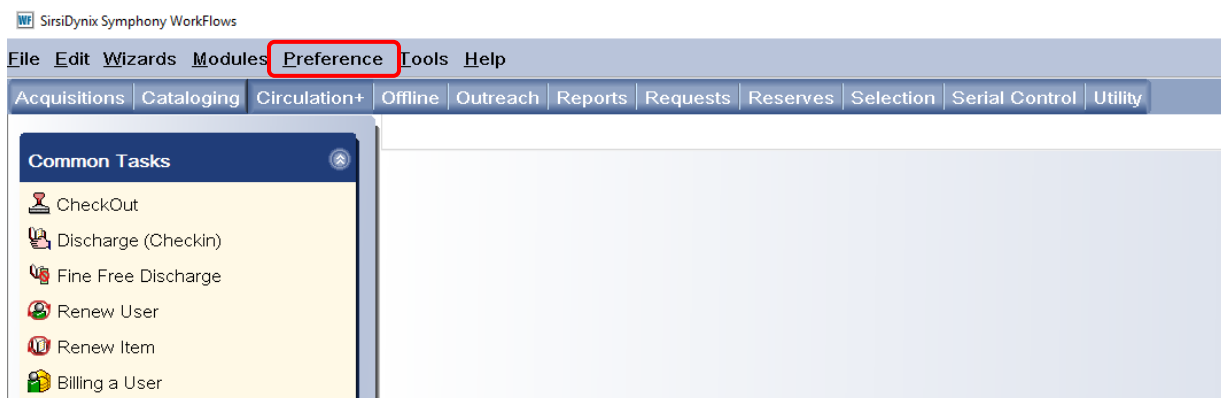 WF SirsiDynix Symphony WorkFlows
File Edit Wizards Modules Preference Tools Help
Acquisitions Cataloging Circulation+ Offline Outreach Reports Requests Reserves Selection Serial Control Utility
Common Tasks
CheckOut
Discharge (Checkin)
Fine Free Discharge
Renew User
Renew Item
Billing a User